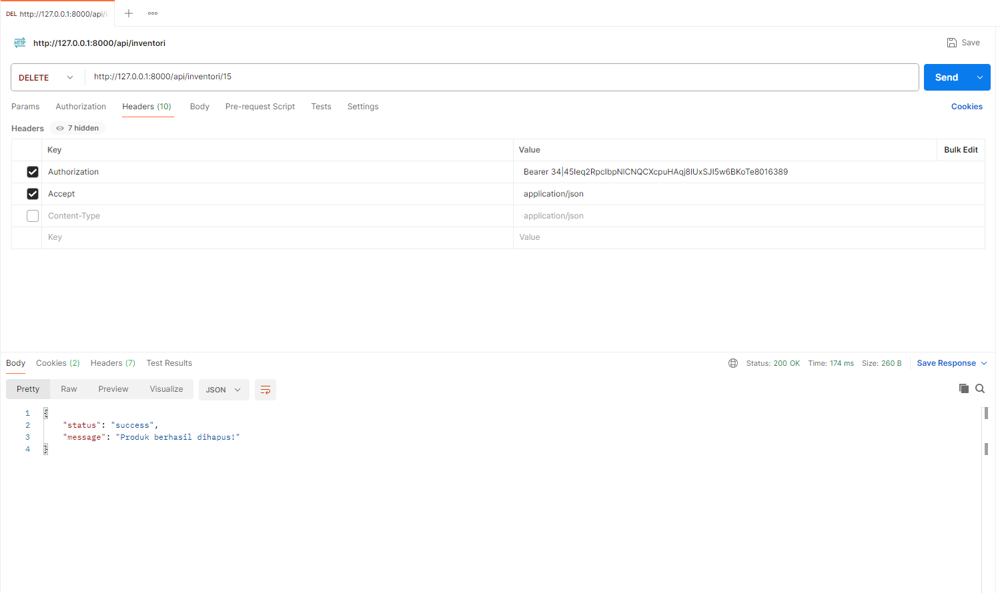 DEL http://127.0.0.1:8000/api/i
HTTP http://127.0.0.1:8000/api/inventori Save
DELETE http://127.0.0.1:8000/api/inventori/15 Send
Params Authorization Headers (10) Body Pre-request Script Tests Settings Cookies
Headers 7 hidden
Key Value Bulk Edit
Authorization Bearer 34|45Ieq2RpcIbpNICNQCXcpuHAqj8IUxSJI5w6BKoTe8016389
Accept application/json
Content-Type application/json
Key Value
Body Cookies (2) Headers (7) Test Results Status: 200 OK Time: 174 ms Size: 260 B Save Response
Pretty Raw Preview Visualize JSON
1 {
2 "status": "success",
3 "message": "Produk berhasil dihapus!"
4 }